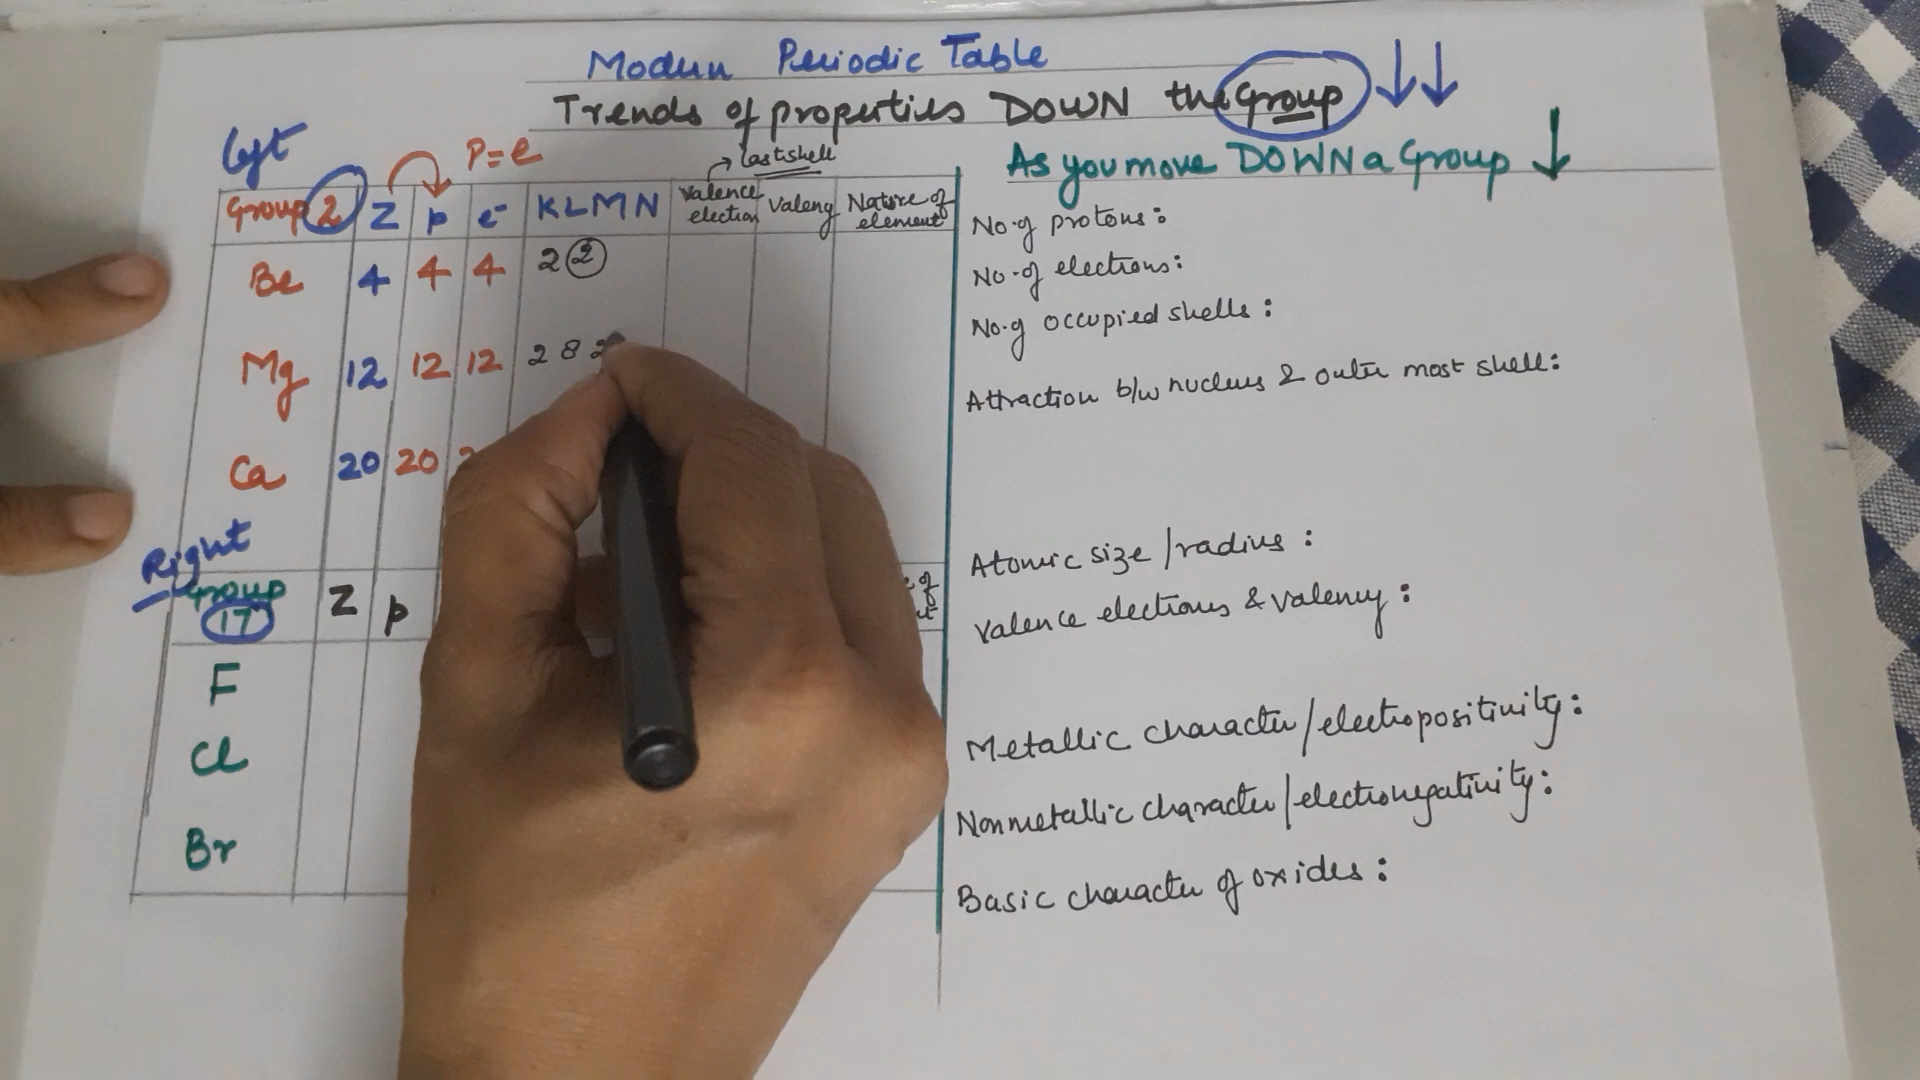 Modern Periodic Table
Trends of properties DOWN the Group
left
P=e
last shell
As you move DOWN a Group
Group 2 Z p e- K L M N Valence election Valency Nature of element
Be 4 4 4 2 2
Mg 12 12 12 2 8 2
Ca 20 20
Right
Group 17 Z p
F
Cl
Br
No. of protons:
No. of electrons:
No. of occupied shells:
Attraction b/w nucleus & outer most shell:
Atomic size/radius:
Valence electrons & valency:
Metallic character/electropositivity:
Nonmetallic character/electronegativity:
Basic character of oxides: